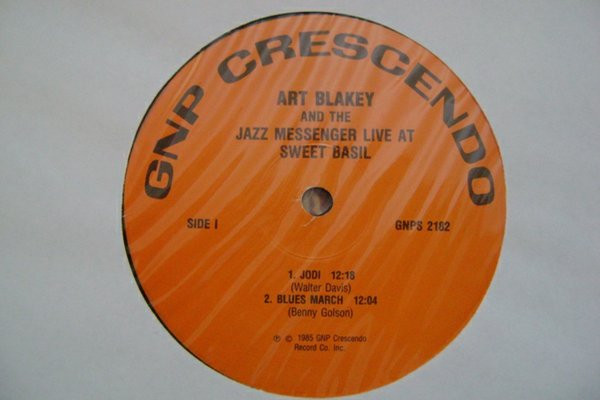 GNP CRESCENDO
ART BLAKEY
AND THE
JAZZ MESSENGER LIVE AT
SWEET BASIL
SIDE I
GNPS 2182
1. JODI 12:18
(Walter Davis)
2. BLUES MARCH 12:04
(Benny Golson)
℗ © 1985 GNP Crescendo
Record Co. Inc.